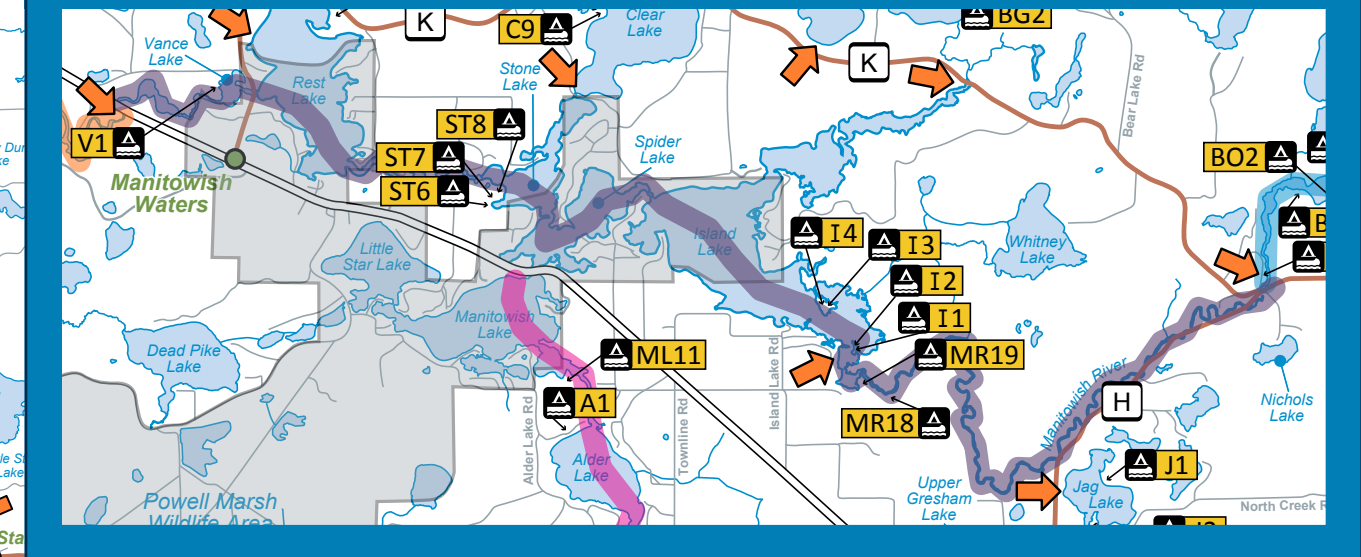 K
C9
Clear
Lake
BG2
Vance
Lake
Rest
Lake
Stone
Lake
K
Bear Lake Rd
V1
ST8
ST7
ST6
Spider
Lake
BO2
Manitowish
Waters
Little
Star Lake
Island
Lake
I4
I3
I2
I1
Whitney
Lake
B
Manitowish
Lake
Dead Pike
Lake
ML11
A1
Alder Lake Rd
Townline Rd
Island Lake Rd
MR19
MR18
Manitowish River
H
Nichols
Lake
Alder
Lake
Upper
Gresham
Lake
Jag
Lake
J1
North Creek R
Powell Marsh
Wildlife Area
Sta